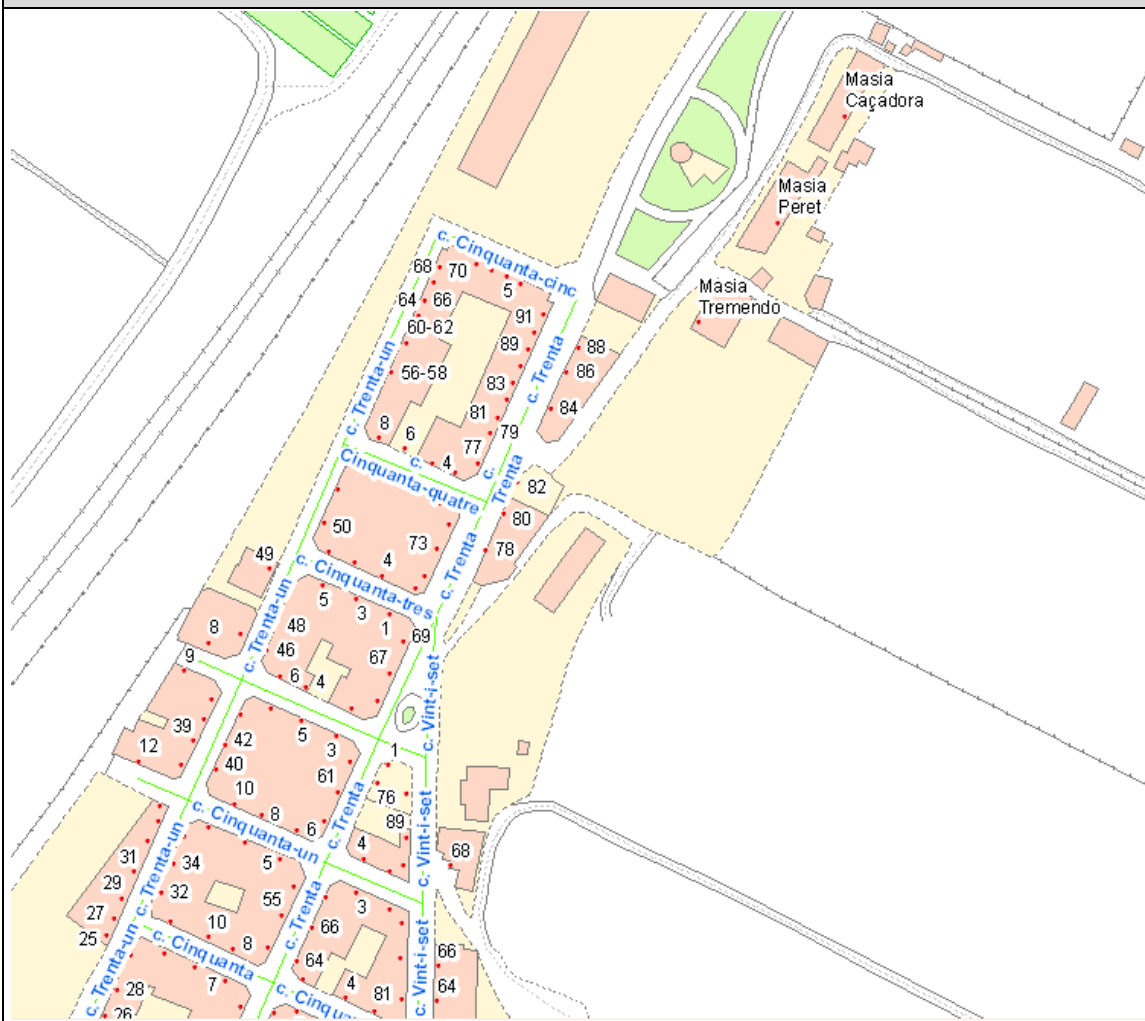 Masia
Caçadora
Masia
Peret
c. Cinquanta-cinc
68
70
5
Masia
Tremendo
64
66
91
60-62
89
88
c. Trenta-un
c. Trenta
56-58
86
83
84
81
8
6
79
77
4
c.
Cinquanta-quatre
c.
Trenta
82
50
80
73
78
49
4
c. Cinquanta-tres
c. Trenta
5
3
1
c. Trenta-un
8
48
69
46
67
9
6
4
c. Vint-i-set
39
42
5
3
1
12
40
61
10
76
8
6
89
c. Trenta
4
c. Cinquanta-un
68
31
34
5
c. Vint-i-set
29
32
55
c. Trenta-un
3
27
10
66
25
8
c. Trenta
66
c. Cinquanta
64
64
7
4
81
c. Vint-i-set
28
c. Trenta-un
26